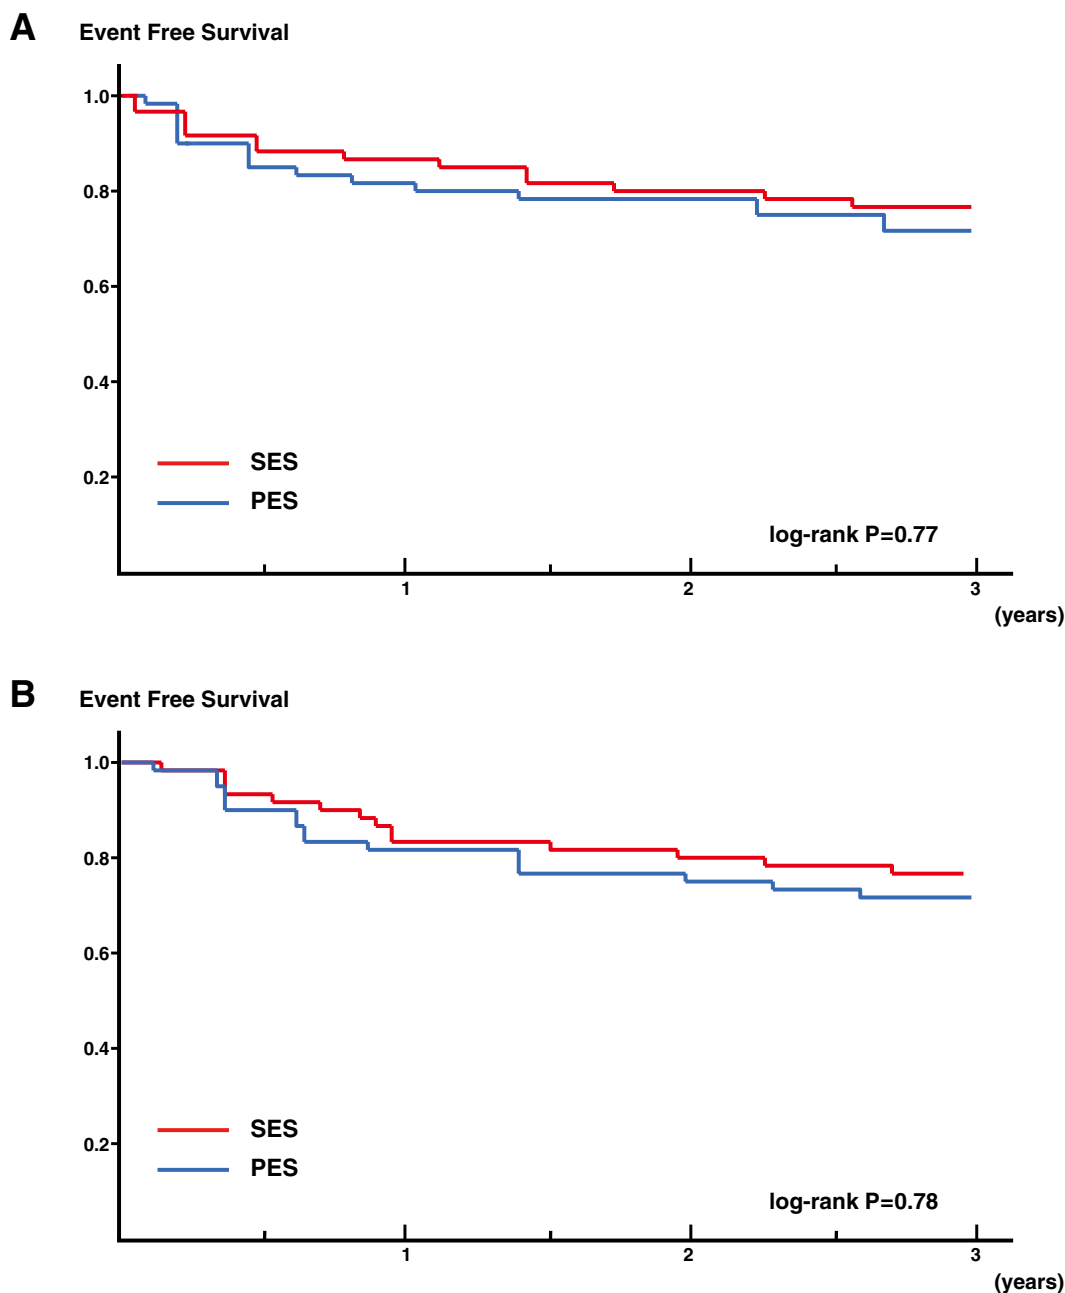 A
Event Free Survival
1.0
0.8
0.6
0.4
0.2
SES
PES
log-rank P=0.77
1 2 3
(years)
B
Event Free Survival
1.0
0.8
0.6
0.4
0.2
SES
PES
log-rank P=0.78
1 2 3
(years)